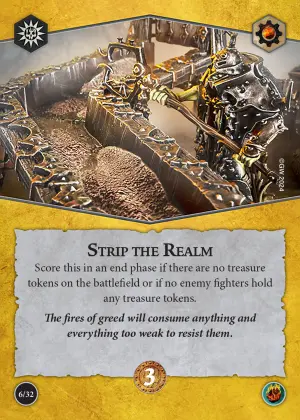 ©GW 2024
STRIP THE REALM
Score this in an end phase if there are no treasure
tokens on the battlefield or if no enemy fighters hold
any treasure tokens.
The fires of greed will consume anything and
everything too weak to resist them.
3
6/32